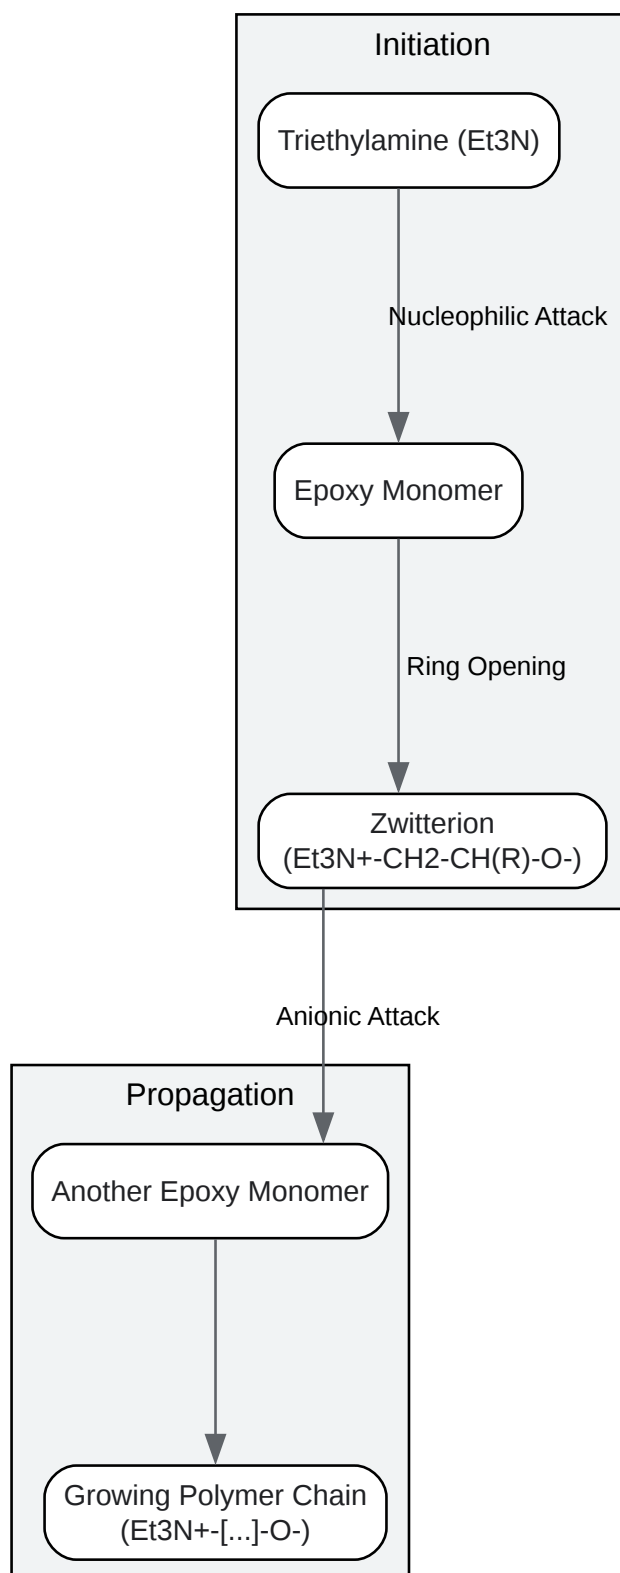 Initiation
Triethylamine (Et3N)
Nucleophilic Attack
Epoxy Monomer
Ring Opening
Zwitterion
(Et3N+-CH2-CH(R)-O-)
Anionic Attack
Propagation
Another Epoxy Monomer
Growing Polymer Chain
(Et3N+-[...]-O-)